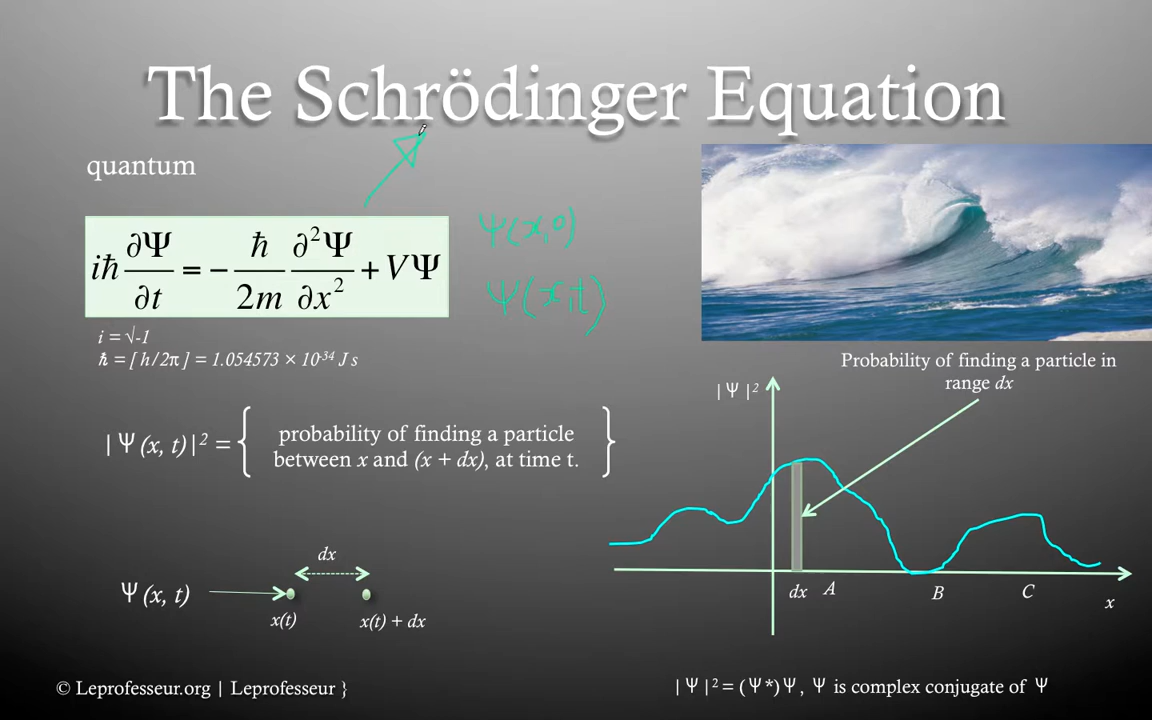 The Schrödinger Equation
quantum
iħ ∂Ψ/∂t = − ħ/2m ∂²Ψ/∂x² + VΨ
Ψ(x,0)
Ψ(x,t)
i = √-1
ħ = [ h/2π ] = 1.054573 × 10⁻³⁴ J s
Probability of finding a particle in
range dx
| Ψ |²
| Ψ (x, t)|² = { probability of finding a particle
between x and (x + dx), at time t. }
dx
Ψ (x, t)
x(t)
x(t) + dx
dx A B C x
© Leprofesseur.org | Leprofesseur }
| Ψ |² = (Ψ*)Ψ, Ψ is complex conjugate of Ψ